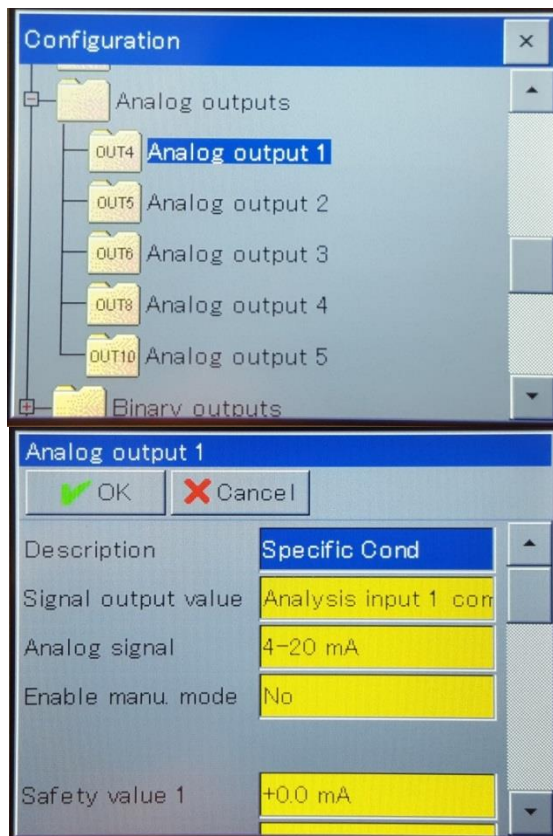 Configuration
Analog outputs
OUT4 Analog output 1
OUT5 Analog output 2
OUT6 Analog output 3
OUT8 Analog output 4
OUT10 Analog output 5
Binary outputs
Analog output 1
OK Cancel
Description Specific Cond
Signal output value Analysis input 1 com
Analog signal 4-20 mA
Enable manu. mode No
Safety value 1 +0.0 mA